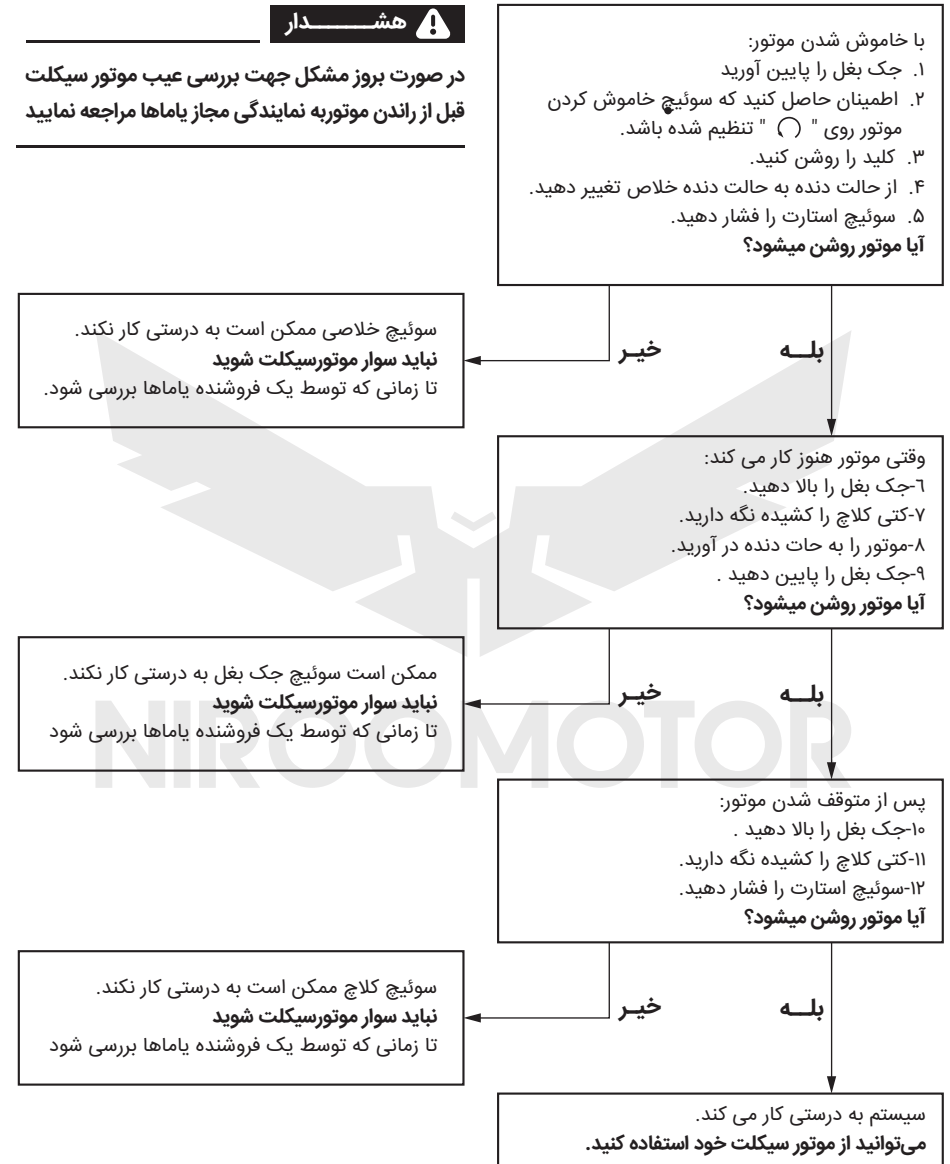 هشـــــــدار
در صورت بروز مشکل جهت بررسی عیب موتور سیکلت
قبل از راندن موتوربه نمایندگی مجاز یاماها مراجعه نمایید
با خاموش شدن موتور:
۱. جک بغل را پایین آورید
۲. اطمینان حاصل کنید که سوئیچ خاموش کردن
موتور روی " " تنظیم شده باشد.
۳. کلید را روشن کنید.
۴. از حالت دنده به حالت دنده خلاص تغییر دهید.
۵. سوئیچ استارت را فشار دهید.
آیا موتور روشن میشود؟
بلــه
خیـر
سوئیچ خلاصی ممکن است به درستی کار نکند.
نباید سوار موتورسیکلت شوید
تا زمانی که توسط یک فروشنده یاماها بررسی شود.
وقتی موتور هنوز کار می کند:
٦-جک بغل را بالا دهید.
۷-کتی کلاچ را کشیده نگه دارید.
۸-موتور را به حات دنده در آورید.
۹-جک بغل را پایین دهید .
آیا موتور روشن میشود؟
بلــه
خیـر
ممکن است سوئیچ جک بغل به درستی کار نکند.
نباید سوار موتورسیکلت شوید
تا زمانی که توسط یک فروشنده یاماها بررسی شود
NIROOMOTOR
پس از متوقف شدن موتور:
۱۰-جک بغل را بالا دهید .
۱۱-کتی کلاچ را کشیده نگه دارید.
۱۲-سوئیچ استارت را فشار دهید.
آیا موتور روشن میشود؟
بلــه
خیـر
سوئیچ کلاچ ممکن است به درستی کار نکند.
نباید سوار موتورسیکلت شوید
تا زمانی که توسط یک فروشنده یاماها بررسی شود
سیستم به درستی کار می کند.
می‌توانید از موتور سیکلت خود استفاده کنید.